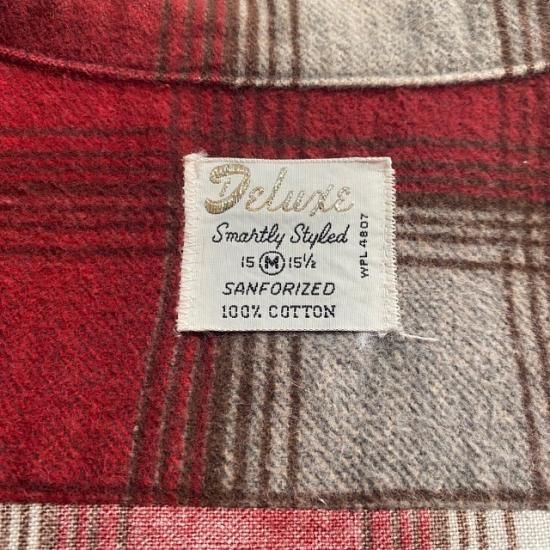 Deluxe
Smartly Styled
15 M 15½
SANFORIZED
100% COTTON
WPL 4807